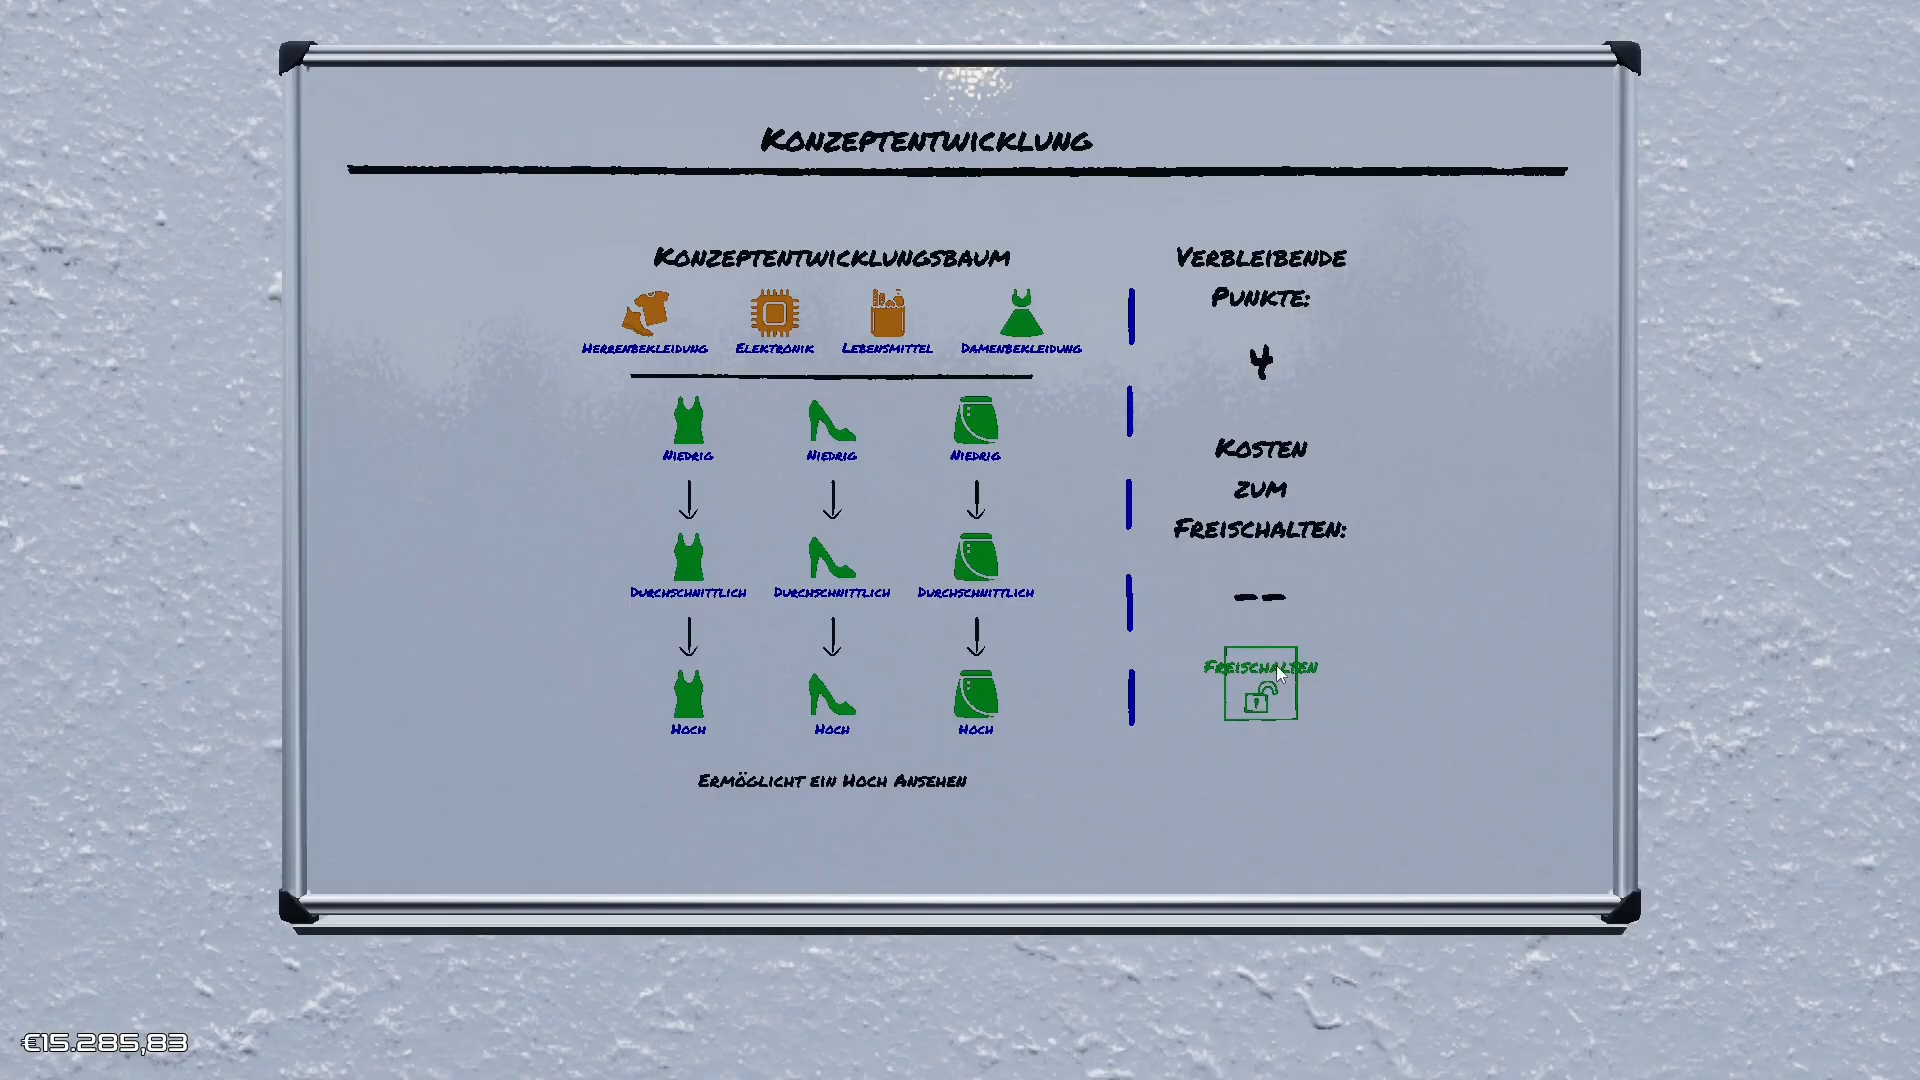 Konzeptentwicklung
Konzeptentwicklungsbaum
Herrenbekleidung Elektronik Lebensmittel Damenbekleidung
Niedrig Niedrig Niedrig
Durchschnittlich Durchschnittlich Durchschnittlich
Hoch Hoch Hoch
Ermöglicht ein Hoch Ansehen
Verbleibende
Punkte:
4
Kosten
zum
Freischalten:
--
Freischalten
€15.285,83